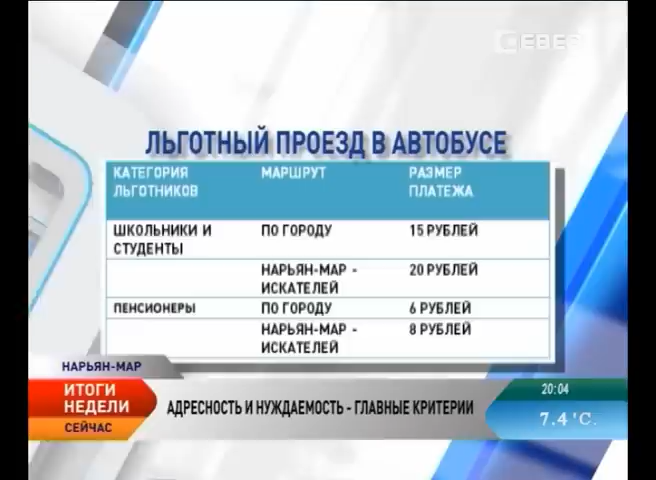 СЕВЕР
ЛЬГОТНЫЙ ПРОЕЗД В АВТОБУСЕ
КАТЕГОРИЯ ЛЬГОТНИКОВ МАРШРУТ РАЗМЕР ПЛАТЕЖА
ШКОЛЬНИКИ И СТУДЕНТЫ ПО ГОРОДУ 15 РУБЛЕЙ
НАРЬЯН-МАР - ИСКАТЕЛЕЙ 20 РУБЛЕЙ
ПЕНСИОНЕРЫ ПО ГОРОДУ 6 РУБЛЕЙ
НАРЬЯН-МАР - ИСКАТЕЛЕЙ 8 РУБЛЕЙ
НАРЬЯН-МАР
ИТОГИ
НЕДЕЛИ
СЕЙЧАС
АДРЕСНОСТЬ И НУЖДАЕМОСТЬ - ГЛАВНЫЕ КРИТЕРИИ
20:04
7.4 °C.